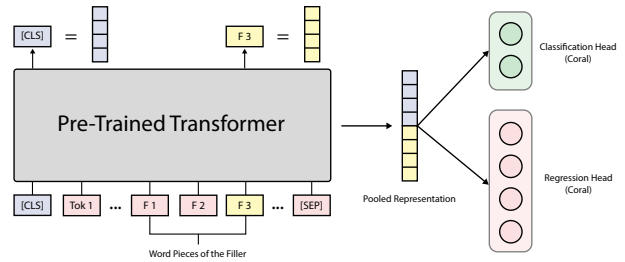 [CLS] = F 3 =
Pre-Trained Transformer
[CLS] Tok 1 ... F 1 F 2 F 3 ... [SEP]
Word Pieces of the Filler
Pooled Representation
Classification Head
(Coral)
Regression Head
(Coral)